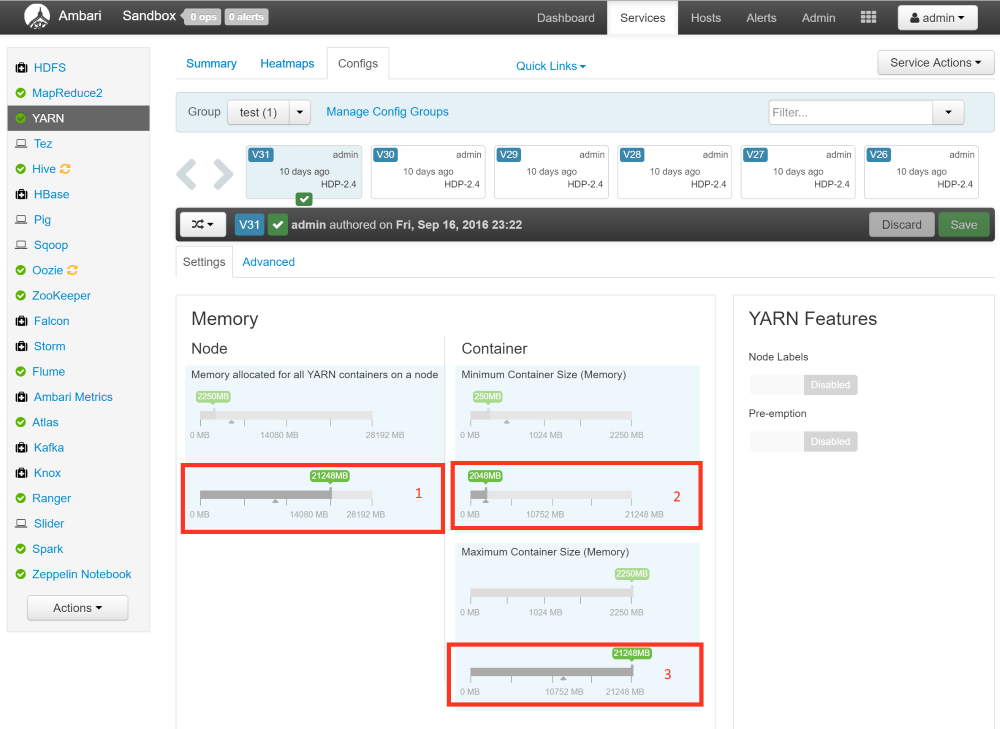 Ambari Sandbox 0 ops 0 alerts Dashboard Services Hosts Alerts Admin admin
HDFS
MapReduce2
YARN
Tez
Hive
HBase
Pig
Sqoop
Oozie
ZooKeeper
Falcon
Storm
Flume
Ambari Metrics
Atlas
Kafka
Knox
Ranger
Slider
Spark
Zeppelin Notebook
Actions
Summary Heatmaps Configs Quick Links Service Actions
Group test (1) Manage Config Groups Filter...
V31 admin
10 days ago
HDP-2.4
V30 admin
10 days ago
HDP-2.4
V29 admin
10 days ago
HDP-2.4
V28 admin
10 days ago
HDP-2.4
V27 admin
10 days ago
HDP-2.4
V26 admin
10 days ago
HDP-2.4
V31 admin authored on Fri, Sep 16, 2016 23:22 Discard Save
Settings Advanced
Memory
Node
Memory allocated for all YARN containers on a node
2250MB
0 MB 14080 MB 28192 MB
21248MB
1
0 MB 14080 MB 28192 MB
Container
Minimum Container Size (Memory)
250MB
0 MB 1024 MB 2250 MB
2048MB
2
0 MB 10752 MB 21248 MB
Maximum Container Size (Memory)
2250MB
0 MB 1024 MB 2250 MB
21248MB
3
0 MB 10752 MB 21248 MB
YARN Features
Node Labels
Disabled
Pre-emption
Disabled